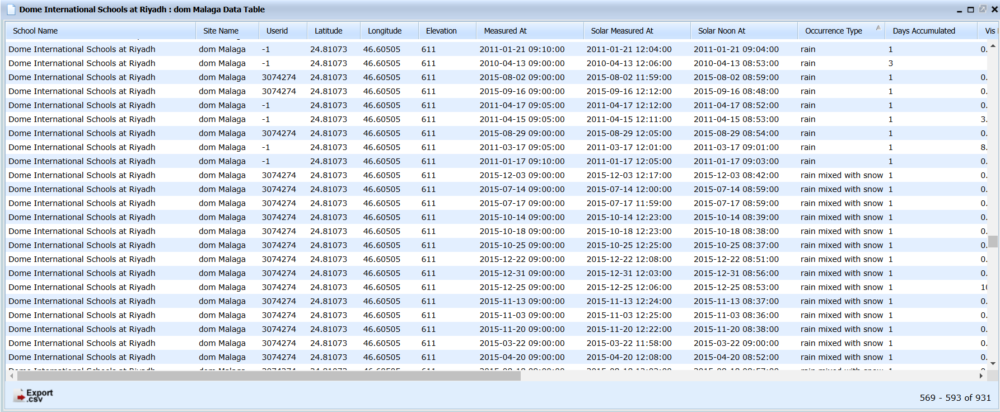 Dome International Schools at Riyadh : dom Malaga Data Table
School Name Site Name Userid Latitude Longitude Elevation Measured At Solar Measured At Solar Noon At Occurrence Type Days Accumulated Vis
Dome International Schools at Riyadh dom Malaga -1 24.81073 46.60505 611 2011-01-21 09:10:00 2011-01-21 12:04:00 2011-01-21 09:04:00 rain 1 0.
Dome International Schools at Riyadh dom Malaga -1 24.81073 46.60505 611 2010-04-13 09:00:00 2010-04-13 12:06:00 2010-04-13 08:53:00 rain 3
Dome International Schools at Riyadh dom Malaga 3074274 24.81073 46.60505 611 2015-08-02 09:00:00 2015-08-02 11:59:00 2015-08-02 08:59:00 rain 1 0.
Dome International Schools at Riyadh dom Malaga 3074274 24.81073 46.60505 611 2015-09-16 09:00:00 2015-09-16 12:12:00 2015-09-16 08:48:00 rain 1 0.
Dome International Schools at Riyadh dom Malaga -1 24.81073 46.60505 611 2011-04-17 09:05:00 2011-04-17 12:12:00 2011-04-17 08:52:00 rain 1 0.
Dome International Schools at Riyadh dom Malaga -1 24.81073 46.60505 611 2011-04-15 09:05:00 2011-04-15 12:11:00 2011-04-15 08:53:00 rain 1 3.
Dome International Schools at Riyadh dom Malaga 3074274 24.81073 46.60505 611 2015-08-29 09:00:00 2015-08-29 12:05:00 2015-08-29 08:54:00 rain 1 0.
Dome International Schools at Riyadh dom Malaga -1 24.81073 46.60505 611 2011-03-17 09:05:00 2011-03-17 12:01:00 2011-03-17 09:01:00 rain 1 8.
Dome International Schools at Riyadh dom Malaga -1 24.81073 46.60505 611 2011-01-17 09:10:00 2011-01-17 12:05:00 2011-01-17 09:03:00 rain 1 0.
Dome International Schools at Riyadh dom Malaga 3074274 24.81073 46.60505 611 2015-12-03 09:00:00 2015-12-03 12:17:00 2015-12-03 08:42:00 rain mixed with snow 1 0.
Dome International Schools at Riyadh dom Malaga 3074274 24.81073 46.60505 611 2015-07-14 09:00:00 2015-07-14 12:00:00 2015-07-14 08:59:00 rain mixed with snow 1 0.
Dome International Schools at Riyadh dom Malaga 3074274 24.81073 46.60505 611 2015-07-17 09:00:00 2015-07-17 11:59:00 2015-07-17 08:59:00 rain mixed with snow 1 0.
Dome International Schools at Riyadh dom Malaga 3074274 24.81073 46.60505 611 2015-10-14 09:00:00 2015-10-14 12:23:00 2015-10-14 08:39:00 rain mixed with snow 1 0.
Dome International Schools at Riyadh dom Malaga 3074274 24.81073 46.60505 611 2015-10-18 09:00:00 2015-10-18 12:23:00 2015-10-18 08:38:00 rain mixed with snow 1 0.
Dome International Schools at Riyadh dom Malaga 3074274 24.81073 46.60505 611 2015-10-25 09:00:00 2015-10-25 12:25:00 2015-10-25 08:37:00 rain mixed with snow 1 0.
Dome International Schools at Riyadh dom Malaga 3074274 24.81073 46.60505 611 2015-12-22 09:00:00 2015-12-22 12:08:00 2015-12-22 08:51:00 rain mixed with snow 1 0.
Dome International Schools at Riyadh dom Malaga 3074274 24.81073 46.60505 611 2015-12-31 09:00:00 2015-12-31 12:03:00 2015-12-31 08:56:00 rain mixed with snow 1 0.
Dome International Schools at Riyadh dom Malaga 3074274 24.81073 46.60505 611 2015-12-25 09:00:00 2015-12-25 12:06:00 2015-12-25 08:53:00 rain mixed with snow 1 10
Dome International Schools at Riyadh dom Malaga 3074274 24.81073 46.60505 611 2015-11-13 09:00:00 2015-11-13 12:24:00 2015-11-13 08:37:00 rain mixed with snow 1 0.
Dome International Schools at Riyadh dom Malaga 3074274 24.81073 46.60505 611 2015-11-03 09:00:00 2015-11-03 12:25:00 2015-11-03 08:36:00 rain mixed with snow 1 0.
Dome International Schools at Riyadh dom Malaga 3074274 24.81073 46.60505 611 2015-11-20 09:00:00 2015-11-20 12:22:00 2015-11-20 08:38:00 rain mixed with snow 1 0.
Dome International Schools at Riyadh dom Malaga 3074274 24.81073 46.60505 611 2015-03-22 09:00:00 2015-03-22 11:58:00 2015-03-22 09:00:00 rain mixed with snow 1 0.
Dome International Schools at Riyadh dom Malaga 3074274 24.81073 46.60505 611 2015-04-20 09:00:00 2015-04-20 12:08:00 2015-04-20 08:52:00 rain mixed with snow 1 0.
Export
.csv
569 - 593 of 931